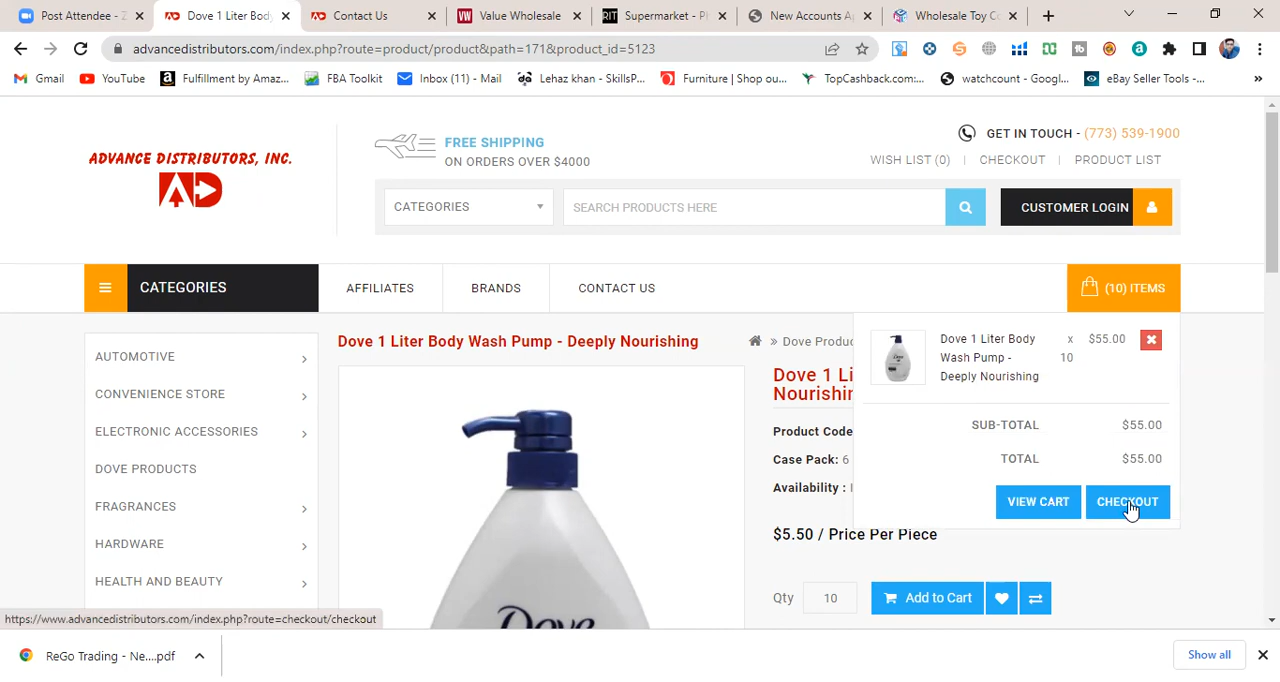 Post Attendee - Z
Dove 1 Liter Bod
Contact Us
Value Wholesale
Supermarket - P
New Accounts A
Wholesale Toy C
advancedistributors.com/index.php?route=product/product&path=171&product_id=5123
Gmail
YouTube
Fulfillment by Amaz...
FBA Toolkit
Inbox (11) - Mail
Lehaz khan - SkillsP...
Furniture | Shop ou...
TopCashback.com:...
watchcount - Googl...
eBay Seller Tools -...
»
ADVANCE DISTRIBUTORS, INC.
AD
FREE SHIPPING
ON ORDERS OVER $4000
GET IN TOUCH - (773) 539-1900
WISH LIST (0) | CHECKOUT | PRODUCT LIST
CATEGORIES
SEARCH PRODUCTS HERE
CUSTOMER LOGIN
CATEGORIES
AFFILIATES
BRANDS
CONTACT US
(10) ITEMS
AUTOMOTIVE
CONVENIENCE STORE
ELECTRONIC ACCESSORIES
DOVE PRODUCTS
FRAGRANCES
HARDWARE
HEALTH AND BEAUTY
Dove 1 Liter Body Wash Pump - Deeply Nourishing
» Dove Produc
Dove 1 Li
Nourishin
Product Code
Case Pack: 6
Availability :
$5.50 / Price Per Piece
Qty
10
Add to Cart
Dove 1 Liter Body
Wash Pump -
Deeply Nourishing
x
10
$55.00
SUB-TOTAL
$55.00
TOTAL
$55.00
VIEW CART
CHECKOUT
Dove
https://www.advancedistributors.com/index.php?route=checkout/checkout
ReGo Trading - Ne....pdf
Show all